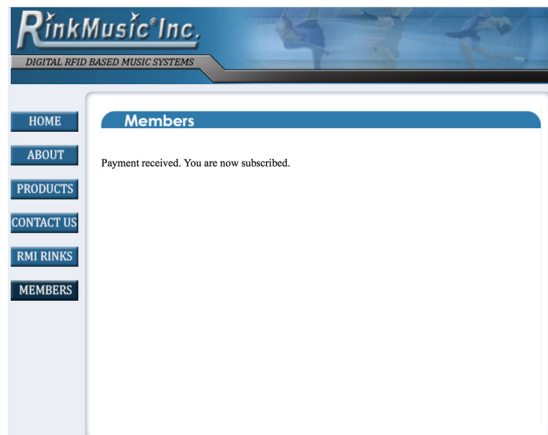 RinkMusic® Inc.
DIGITAL RFID BASED MUSIC SYSTEMS
HOME
ABOUT
PRODUCTS
CONTACT US
RMI RINKS
MEMBERS
Members
Payment received. You are now subscribed.